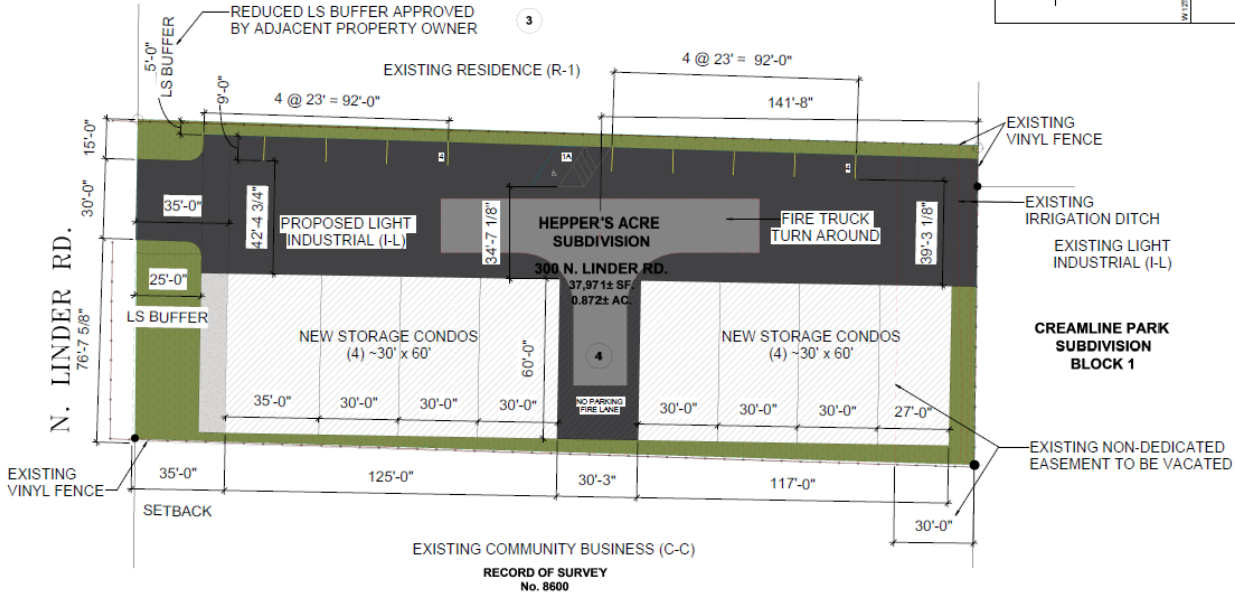 REDUCED LS BUFFER APPROVED
BY ADJACENT PROPERTY OWNER
3
W 125
5'-0"
LS BUFFER
EXISTING RESIDENCE (R-1)
4 @ 23' = 92'-0"
141'-8"
9'-0"
4 @ 23' = 92'-0"
EXISTING
VINYL FENCE
15'-0"
4
1A
4
30'-0"
35'-0"
42'-4 3/4"
PROPOSED LIGHT
INDUSTRIAL (I-L)
34'-7 1/8"
HEPPER'S ACRE
SUBDIVISION
FIRE TRUCK
TURN AROUND
39'-3 1/8"
EXISTING
IRRIGATION DITCH
EXISTING LIGHT
INDUSTRIAL (I-L)
300 N. LINDER RD.
37,971± SF.
0.872± AC.
N. LINDER RD.
76'-7 5/8"
25'-0"
LS BUFFER
NEW STORAGE CONDOS
(4) ~30' x 60'
60'-0"
4
NEW STORAGE CONDOS
(4) ~30' x 60'
CREAMLINE PARK
SUBDIVISION
BLOCK 1
35'-0"
30'-0"
30'-0"
30'-0"
NO PARKING
FIRE LANE
30'-0"
30'-0"
30'-0"
27'-0"
EXISTING NON-DEDICATED
EASEMENT TO BE VACATED
EXISTING
VINYL FENCE
35'-0"
125'-0"
30'-3"
117'-0"
SETBACK
30'-0"
EXISTING COMMUNITY BUSINESS (C-C)
RECORD OF SURVEY
No. 8600